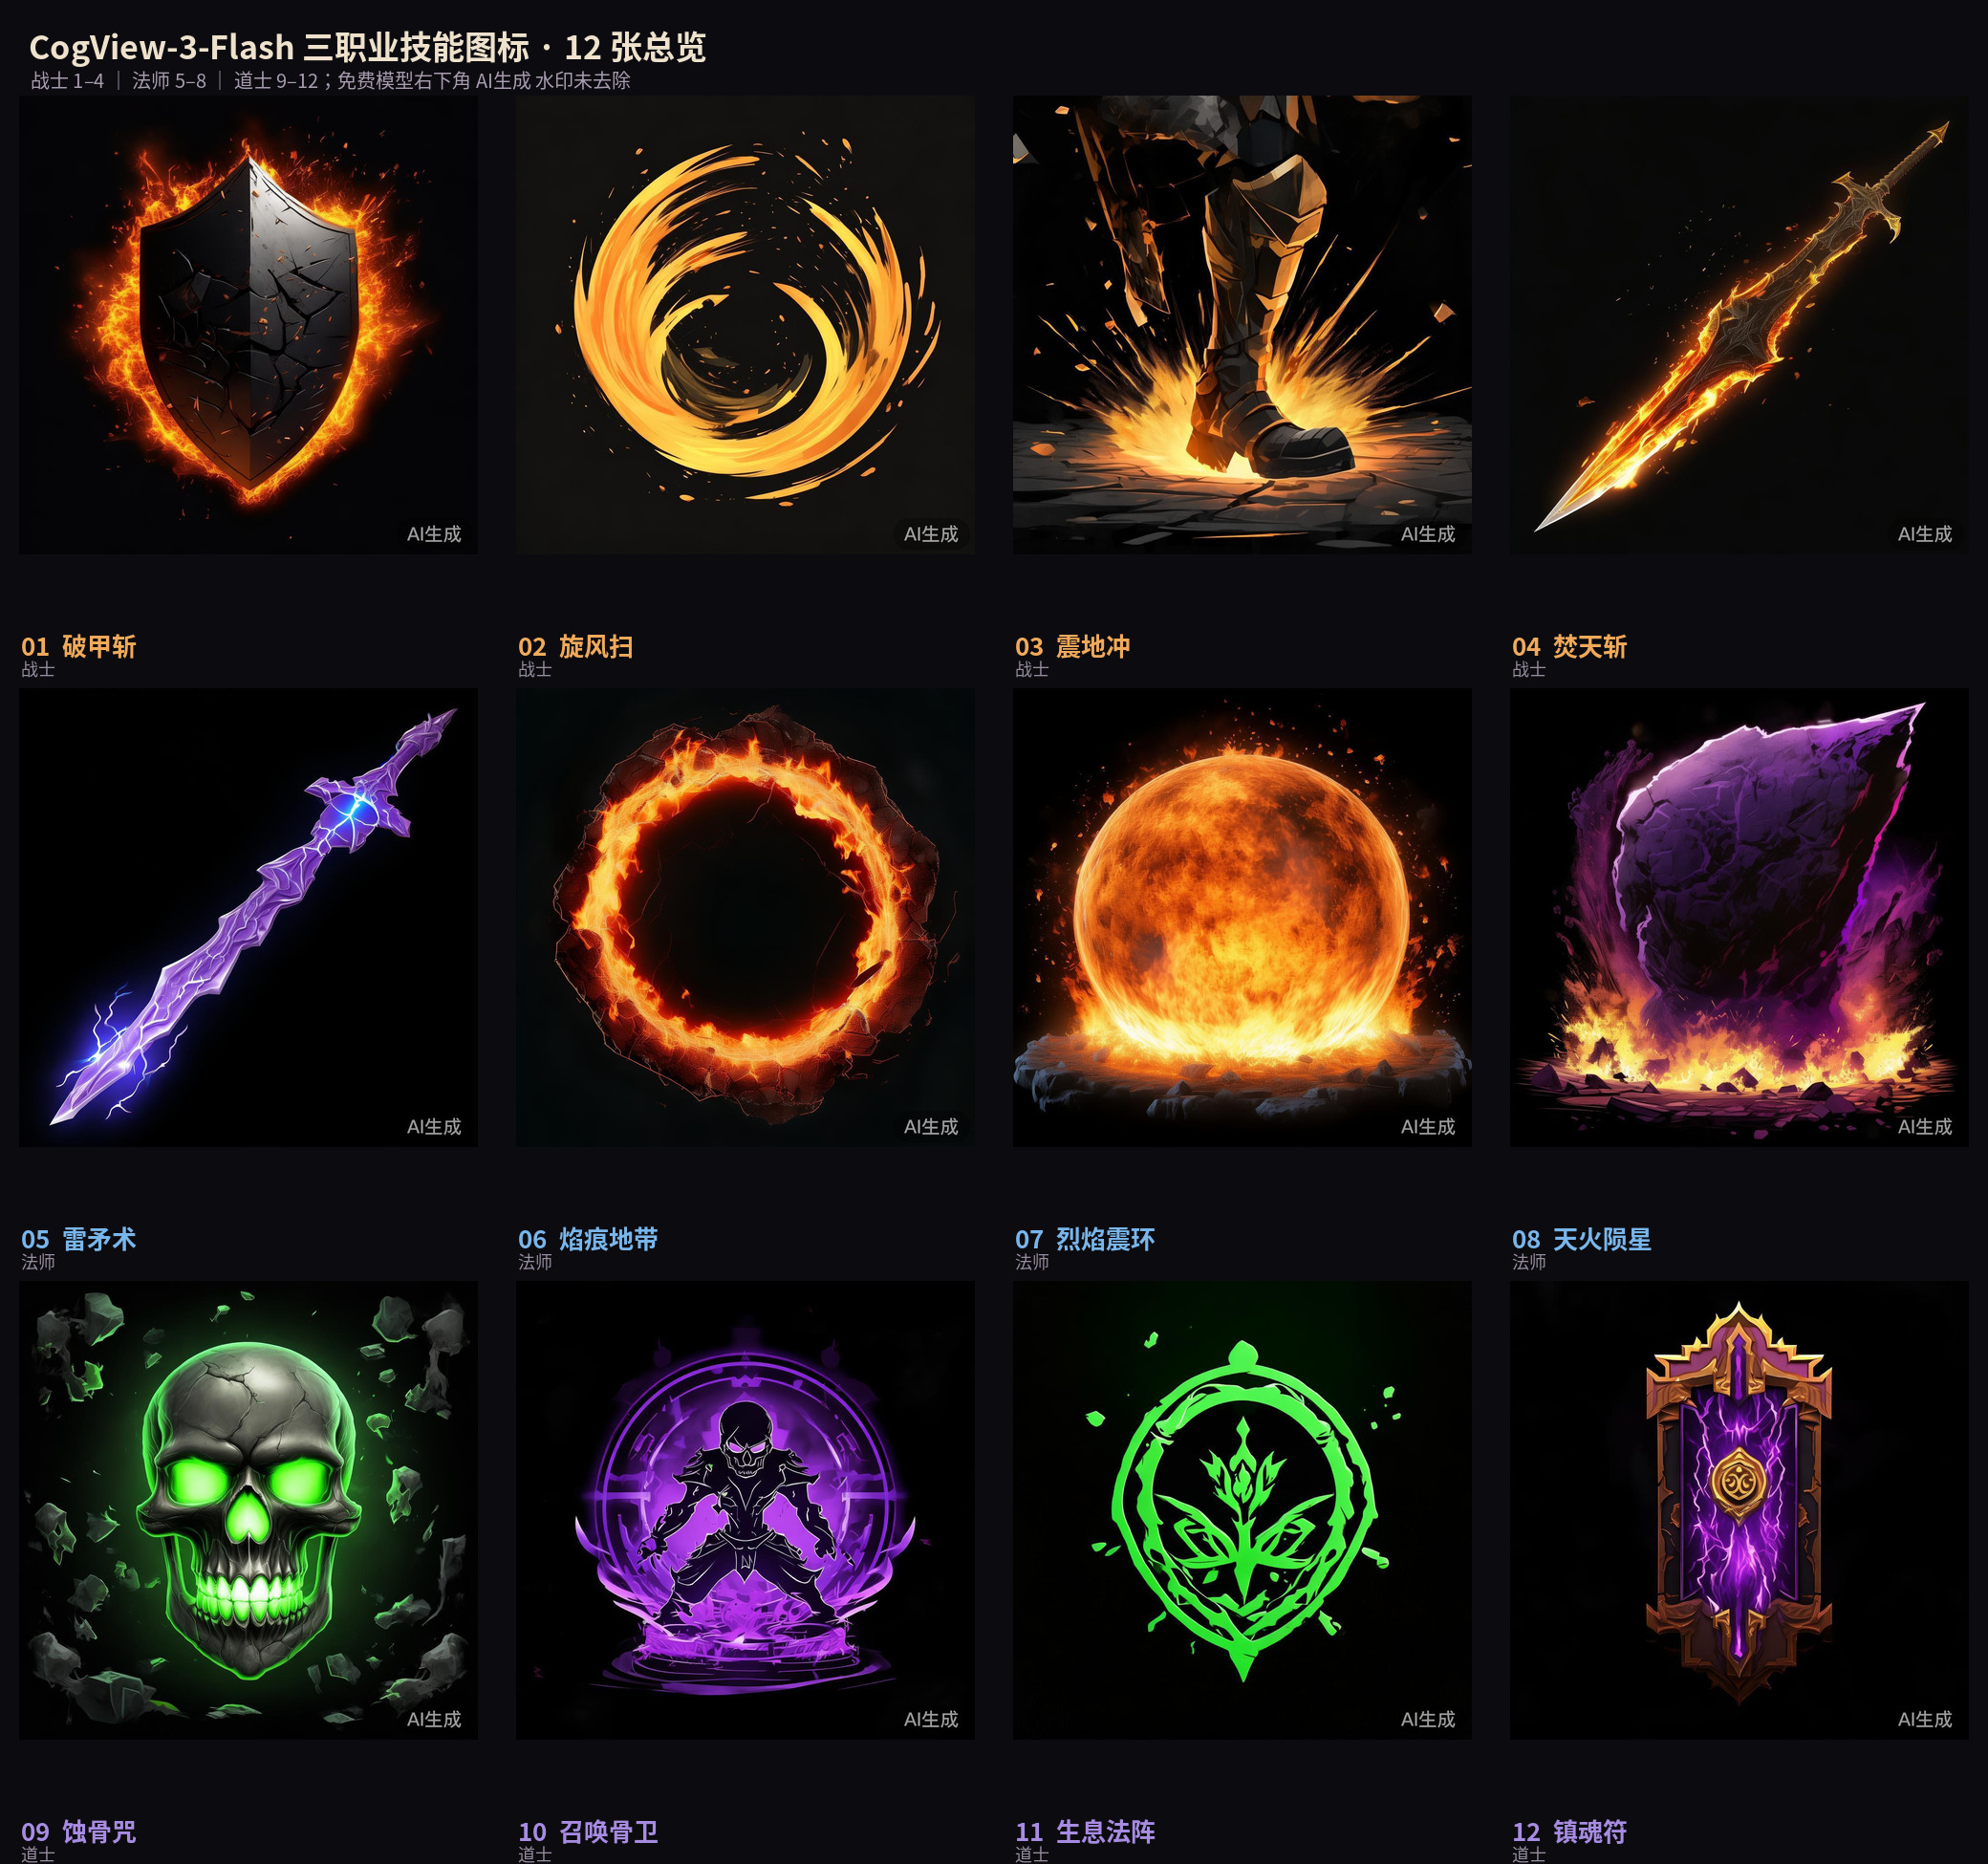 CogView-3-Flash 三职业技能图标 · 12 张总览
战士 1–4 ｜ 法师 5–8 ｜ 道士 9–12；免费模型右下角 AI生成 水印未去除
AI生成
AI生成
AI生成
AI生成
01 破甲斩
战士
02 旋风扫
战士
03 震地冲
战士
04 焚天斩
战士
AI生成
AI生成
AI生成
AI生成
05 雷矛术
法师
06 焰痕地带
法师
07 烈焰震环
法师
08 天火陨星
法师
AI生成
AI生成
AI生成
AI生成
09 蚀骨咒
道士
10 召唤骨卫
道士
11 生息法阵
道士
12 镇魂符
道士